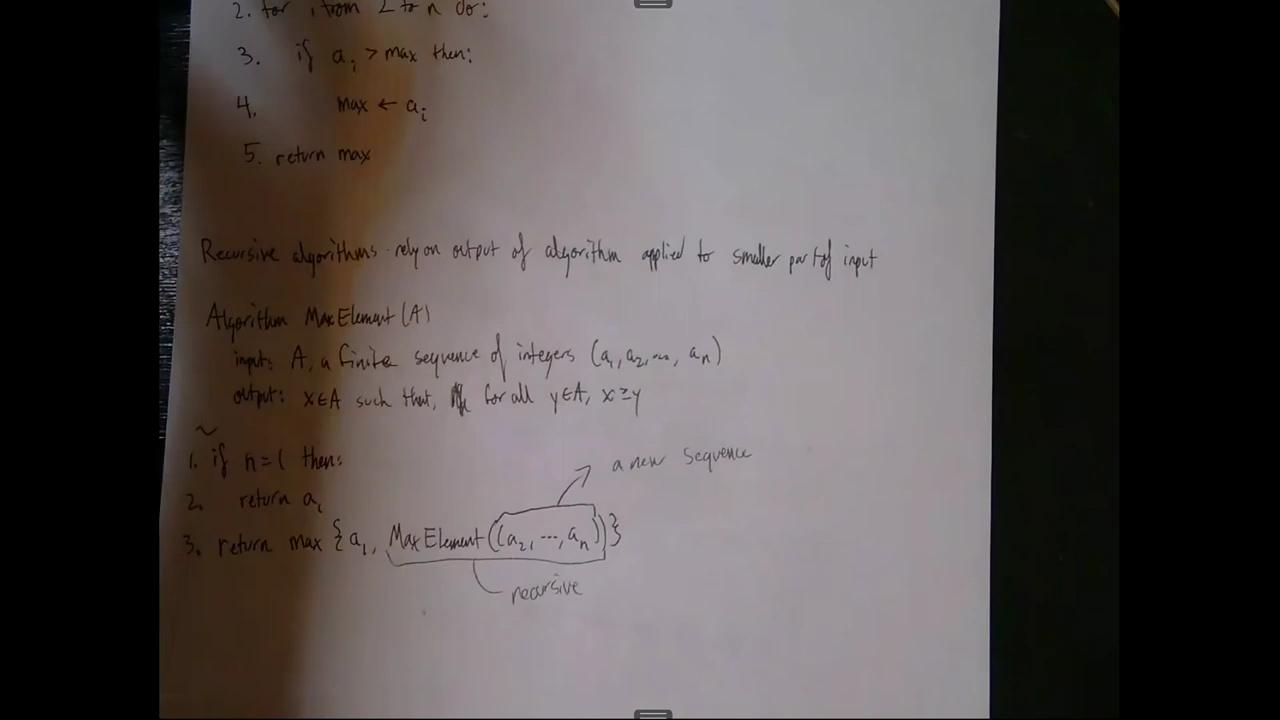 2. for i from 2 to n do:
3. if aᵢ > max then:
4. max ← aᵢ
5. return max
Recursive algorithms - rely on output of algorithm applied to smaller part of input
Algorithm MaxElement(A)
input: A, a finite sequence of integers (a₁, a₂, ..., aₙ)
output: x∈A such that, for all y∈A, x≥y
1. if n=1 then:
2. return a₁
a new sequence
3. return max {a₁, MaxElement((a₂, ..., aₙ))}
recursive